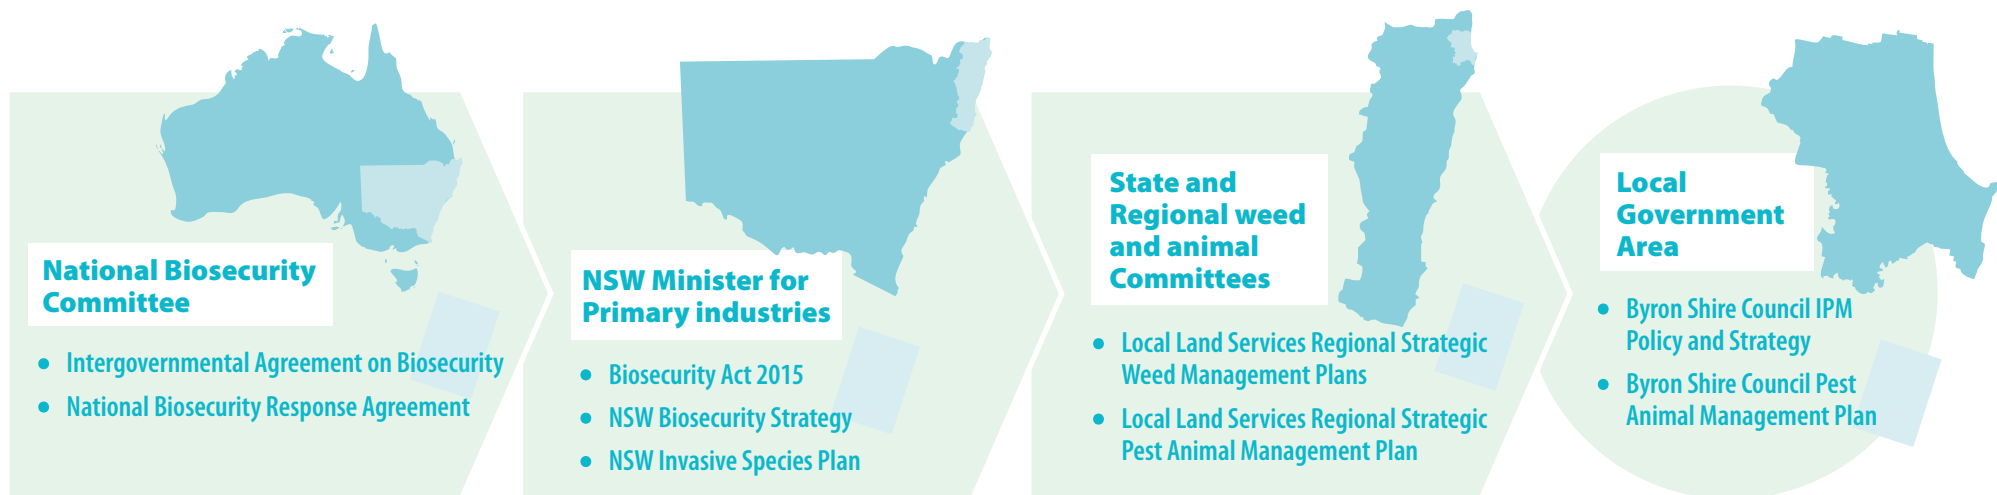 National Biosecurity
Committee
• Intergovernmental Agreement on Biosecurity
• National Biosecurity Response Agreement
NSW Minister for
Primary industries
• Biosecurity Act 2015
• NSW Biosecurity Strategy
• NSW Invasive Species Plan
State and
Regional weed
and animal
Committees
• Local Land Services Regional Strategic
Weed Management Plans
• Local Land Services Regional Strategic
Pest Animal Management Plan
Local
Government
Area
• Byron Shire Council IPM
Policy and Strategy
• Byron Shire Council Pest
Animal Management Plan